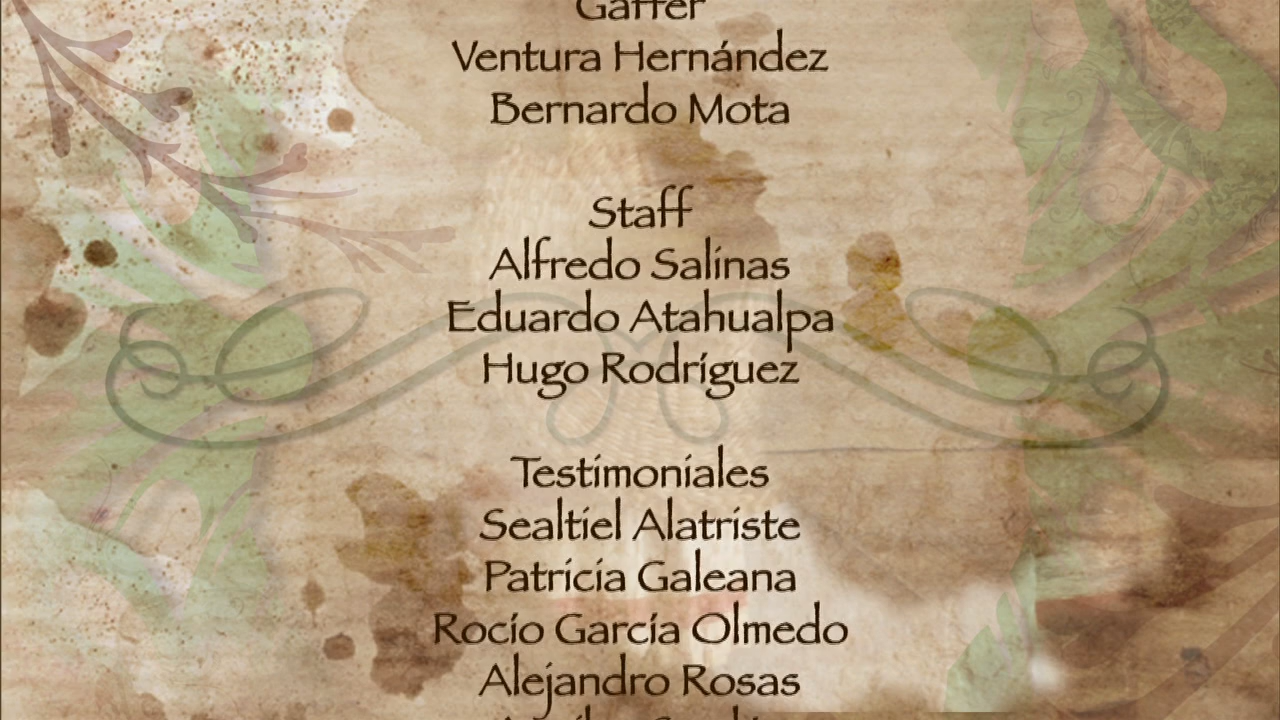 Gaffer
Ventura Hernández
Bernardo Mota
Staff
Alfredo Salinas
Eduardo Atahualpa
Hugo Rodríguez
Testimoniales
Sealtiel Alatriste
Patricia Galeana
Rocío García Olmedo
Alejandro Rosas